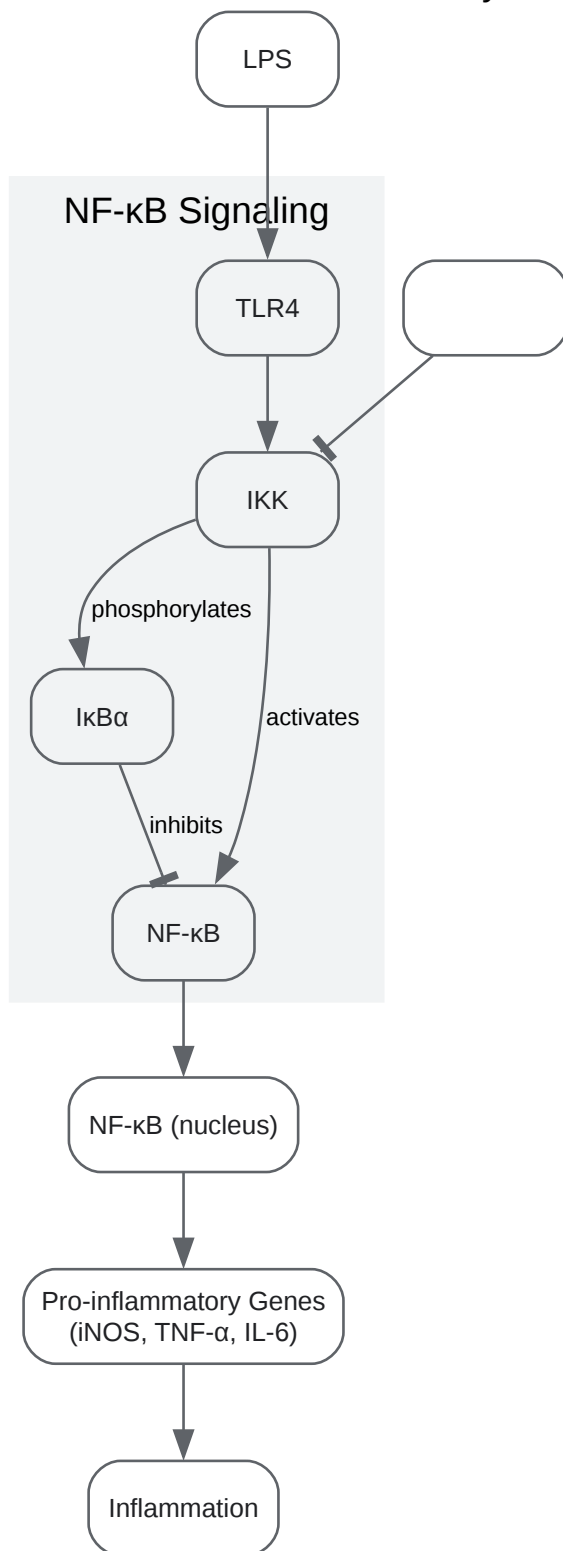 LPS
NF-κB Signaling
TLR4
IKK
phosphorylates
IκBα
activates
inhibits
NF-κB
NF-κB (nucleus)
Pro-inflammatory Genes
(iNOS, TNF-α, IL-6)
Inflammation